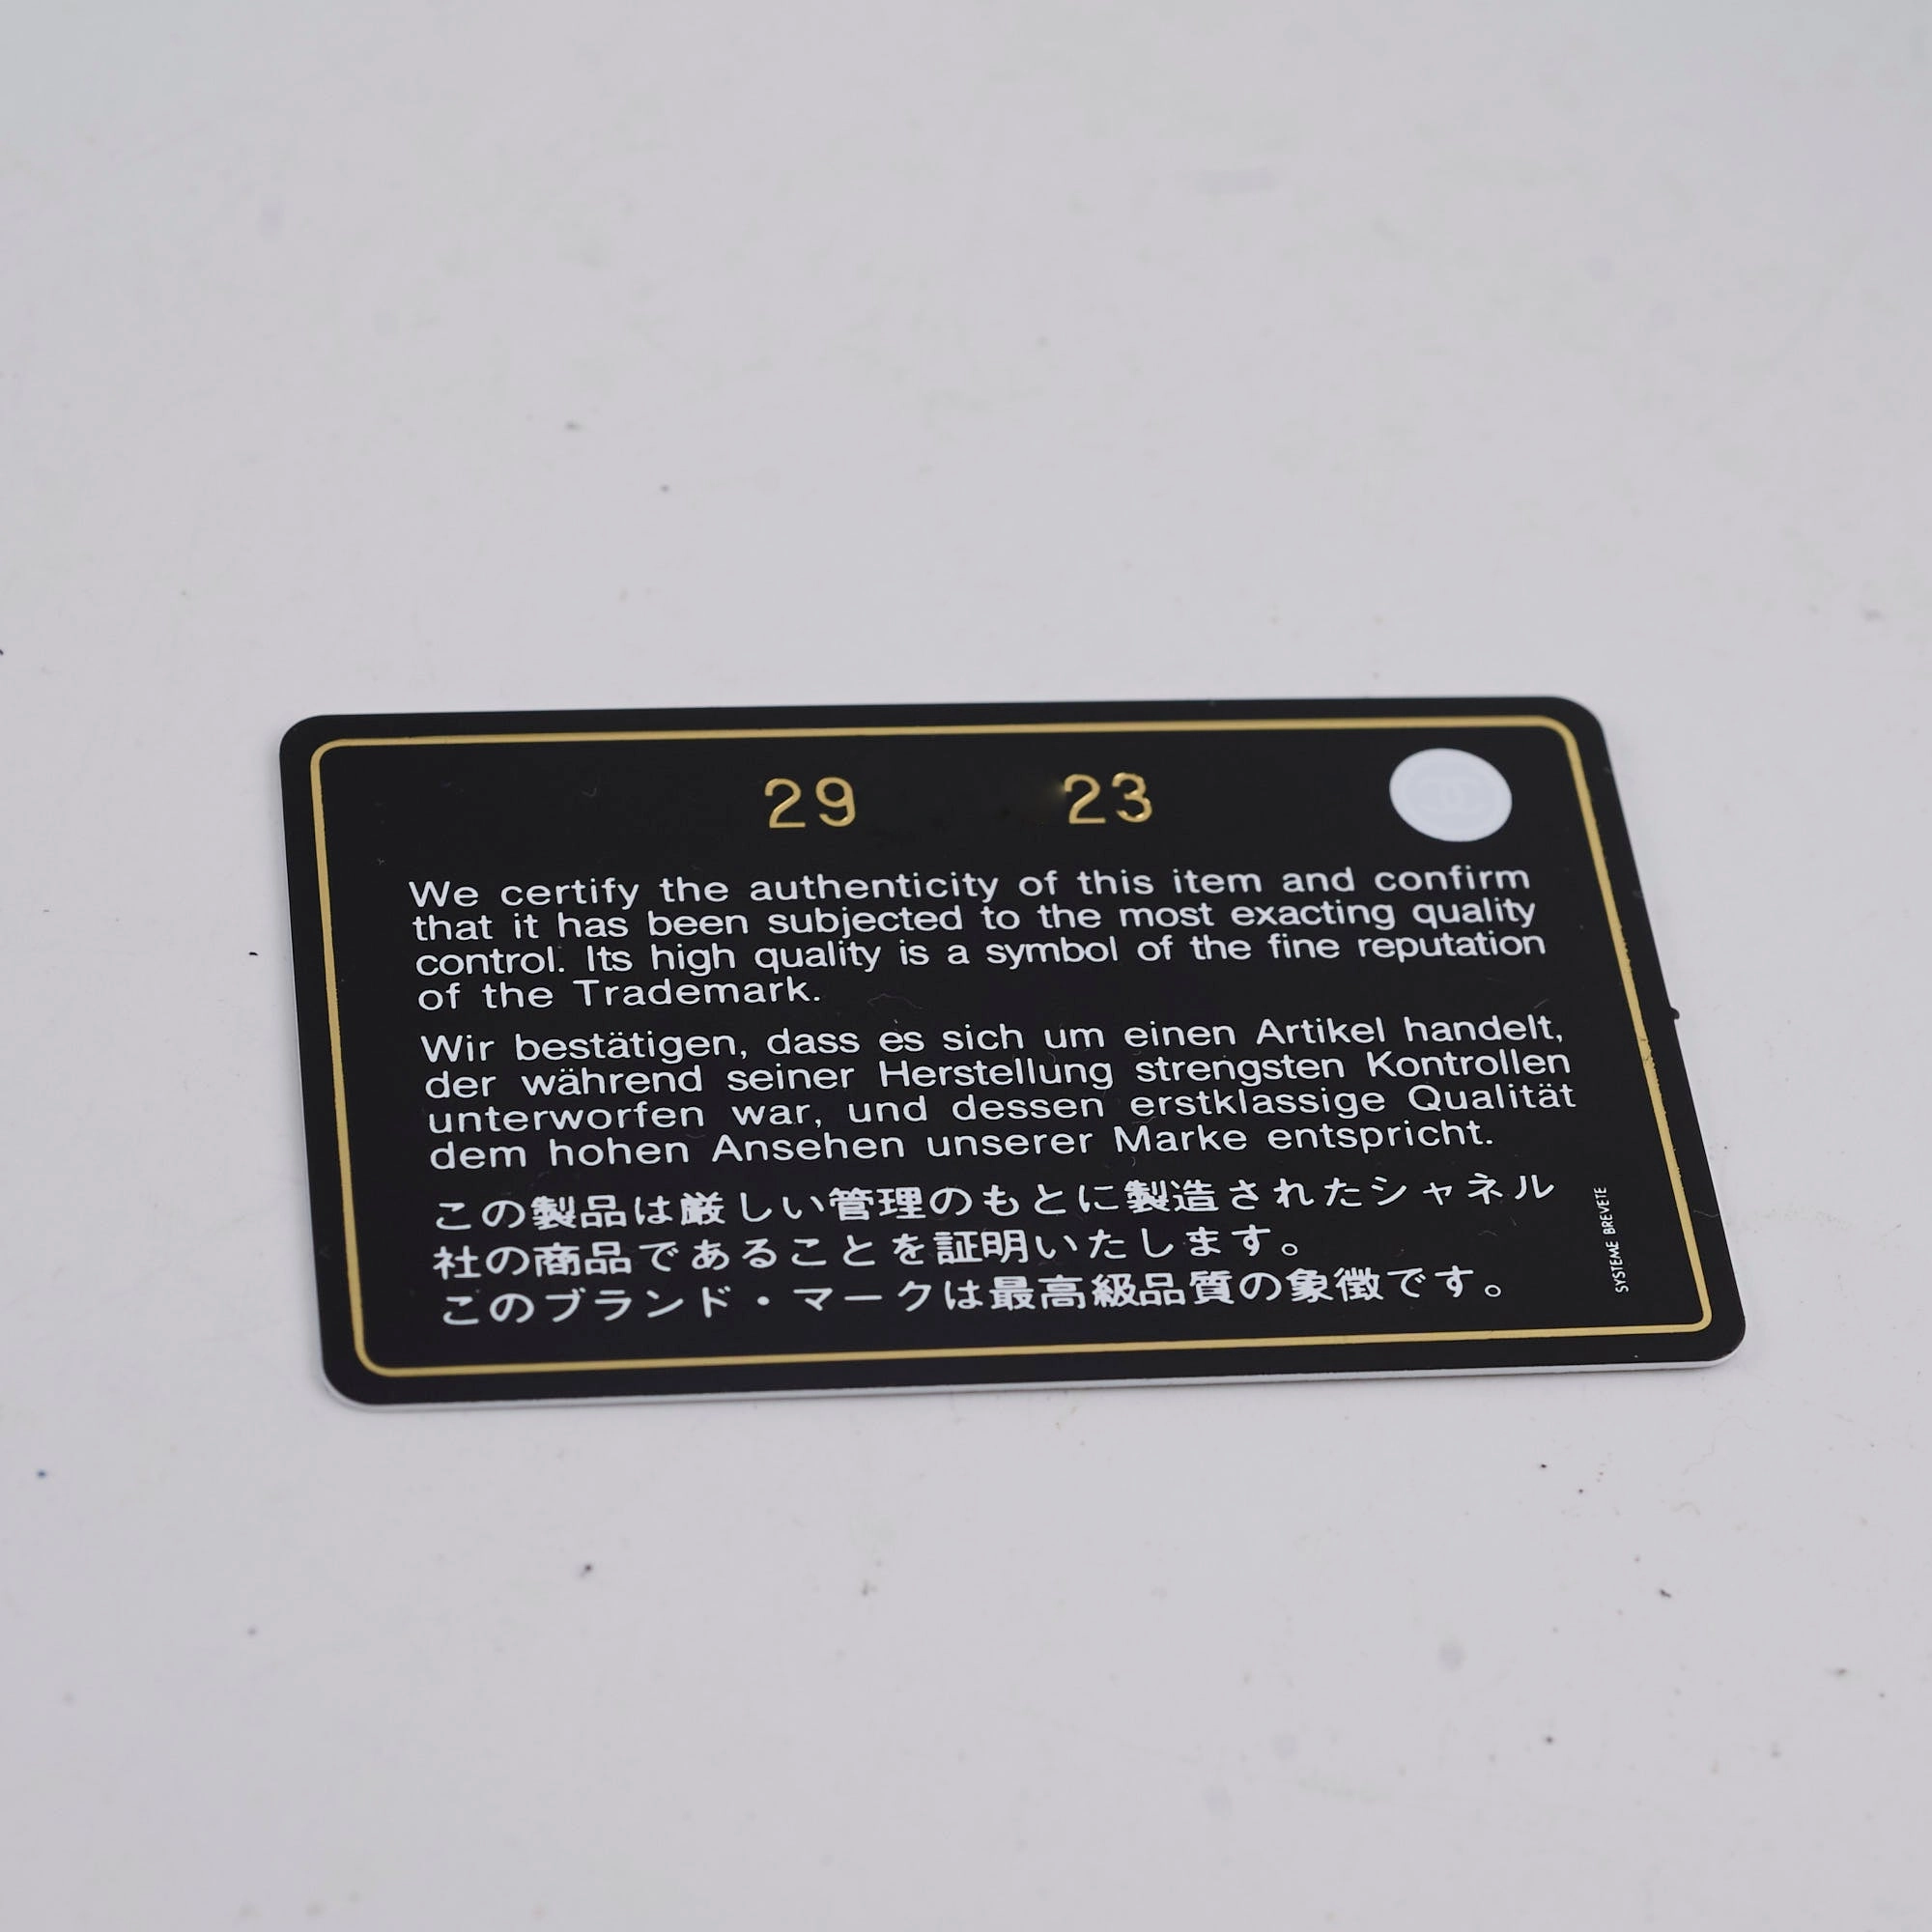 29 23
We certify the authenticity of this item and confirm
that it has been subjected to the most exacting quality
control. Its high quality is a symbol of the fine reputation
of the Trademark.
Wir bestätigen, dass es sich um einen Artikel handelt,
der während seiner Herstellung strengsten Kontrollen
unterworfen war, und dessen erstklassige Qualität
dem hohen Ansehen unserer Marke entspricht.
この製品は厳しい管理のもとに製造されたシャネル
社の商品であることを証明いたします。
このブランド・マークは最高級品質の象徴です。
SYSTEME BREVETE